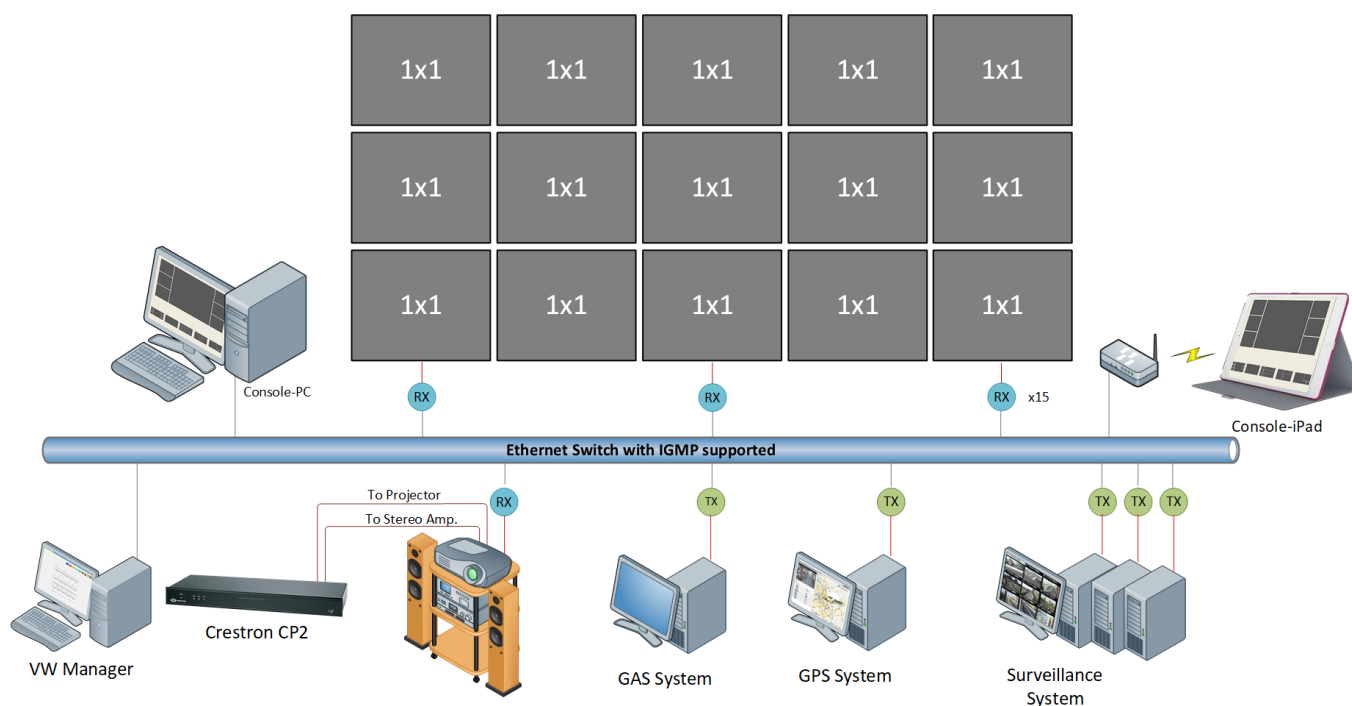 1x1 1x1 1x1 1x1 1x1
1x1 1x1 1x1 1x1 1x1
1x1 1x1 1x1 1x1 1x1
Console-PC
RX
RX
RX
x15
Console-iPad
Ethernet Switch with IGMP supported
To Projector
To Stereo Amp.
RX
TX
TX
TX
TX
TX
VW Manager
Crestron CP2
GAS System
GPS System
Surveillance
System